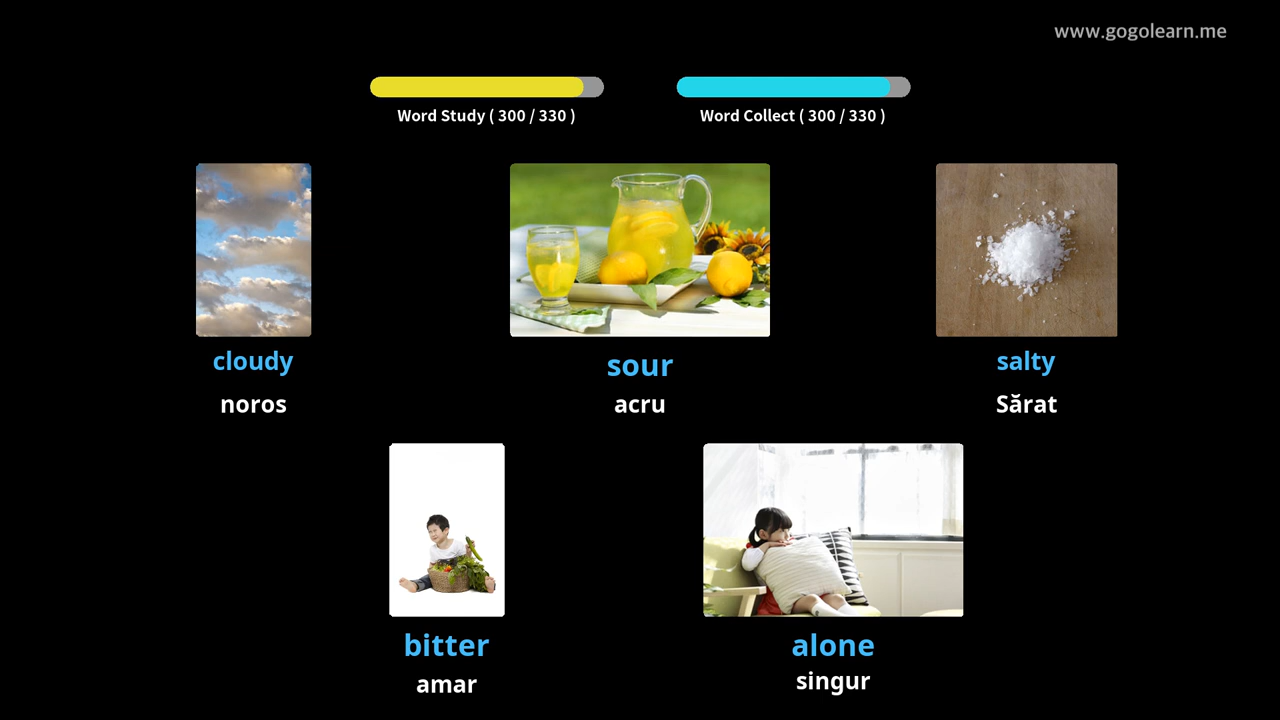 www.gogolearn.me
Word Study ( 300 / 330 )
Word Collect ( 300 / 330 )
cloudy
noros
sour
acru
salty
Sărat
bitter
amar
alone
singur